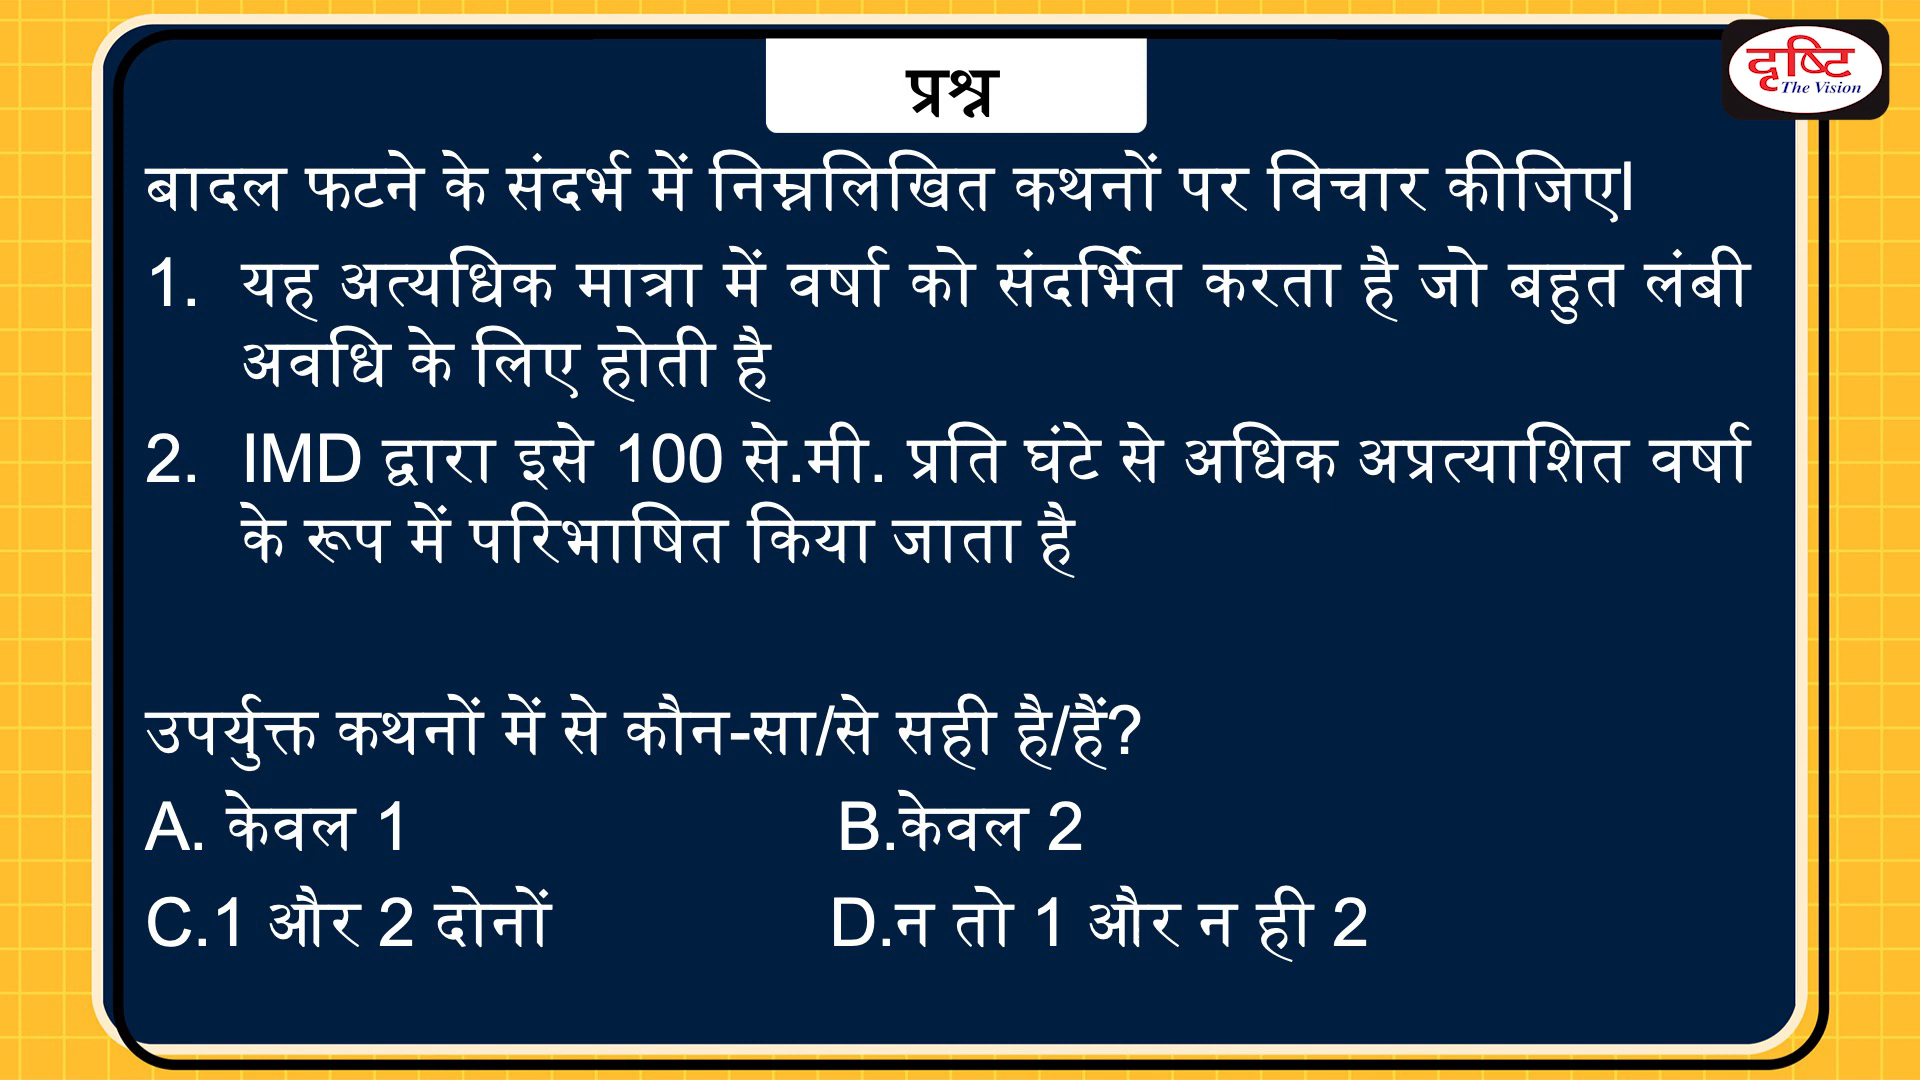 प्रश्न
दृष्टि
The Vision
बादल फटने के संदर्भ में निम्नलिखित कथनों पर विचार कीजिए।
1. यह अत्यधिक मात्रा में वर्षा को संदर्भित करता है जो बहुत लंबी
अवधि के लिए होती है
2. IMD द्वारा इसे 100 से.मी. प्रति घंटे से अधिक अप्रत्याशित वर्षा
के रूप में परिभाषित किया जाता है
उपर्युक्त कथनों में से कौन-सा/से सही है/हैं?
A. केवल 1 B.केवल 2
C.1 और 2 दोनों D.न तो 1 और न ही 2